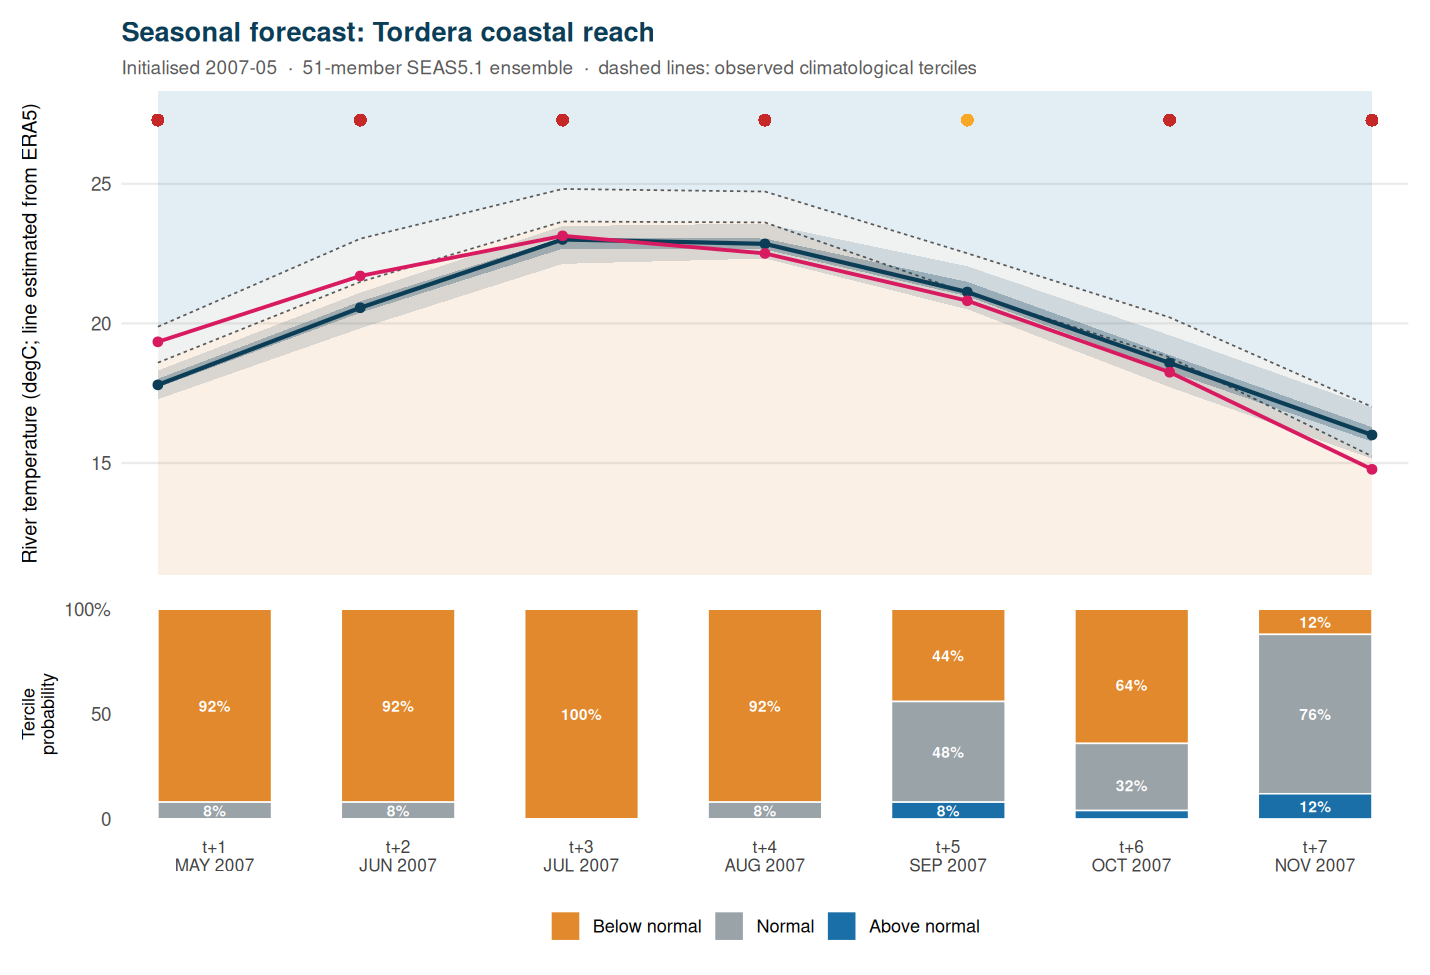 Seasonal forecast: Tordera coastal reach
Initialised 2007-05 · 51-member SEAS5.1 ensemble · dashed lines: observed climatological terciles
River temperature (degC; line estimated from ERA5)
25
20
15
Tercile
probability
100%
50
0
92%
8%
92%
8%
100%
92%
8%
44%
48%
8%
64%
32%
12%
76%
12%
t+1
MAY 2007
t+2
JUN 2007
t+3
JUL 2007
t+4
AUG 2007
t+5
SEP 2007
t+6
OCT 2007
t+7
NOV 2007
Below normal
Normal
Above normal